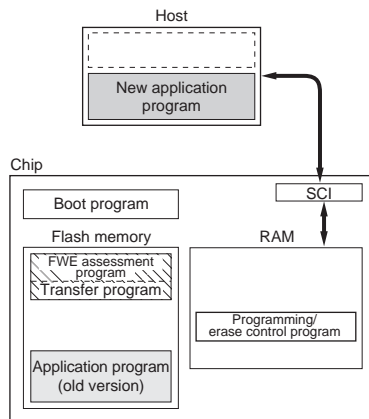 Host
New application
program
Chip
SCI
Boot program
Flash memory
RAM
FWE assessment
program
Transfer program
Programming/
erase control program
Application program
(old version)